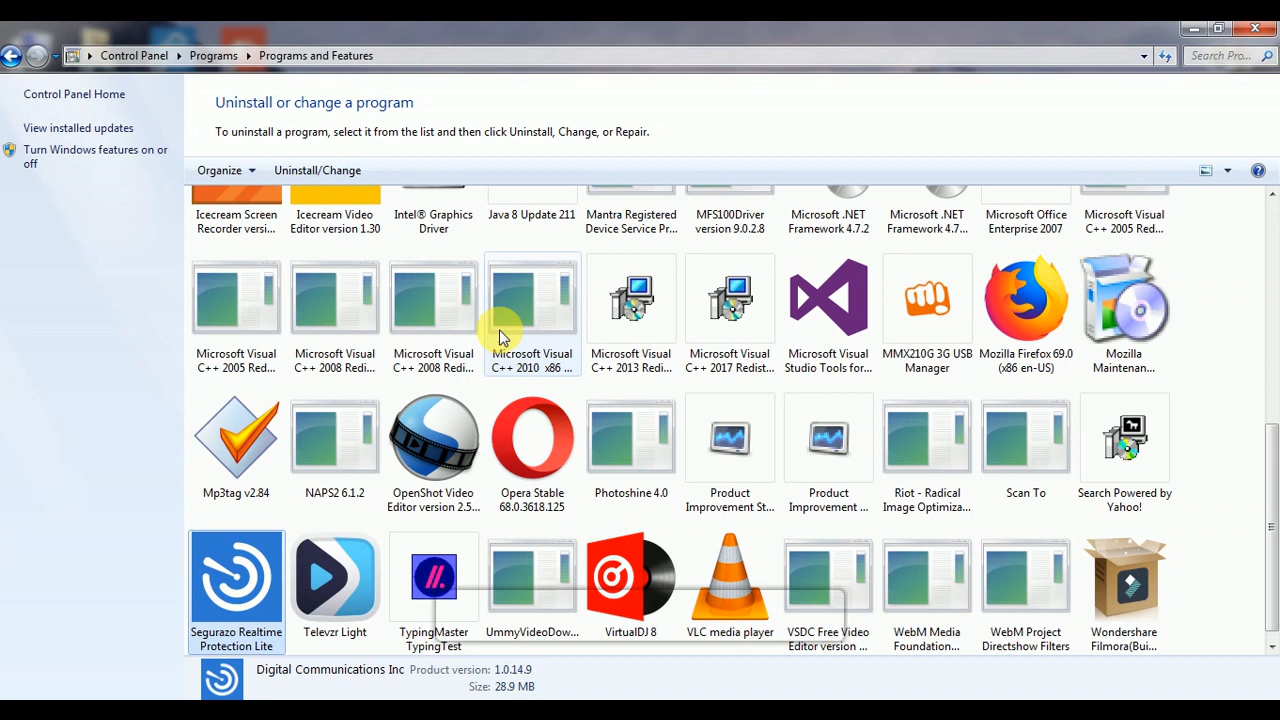 Control Panel Programs Programs and Features
Search Pro...
Control Panel Home
View installed updates
Turn Windows features on or
off
Uninstall or change a program
To uninstall a program, select it from the list and then click Uninstall, Change, or Repair.
Organize Uninstall/Change
Icecream Screen
Recorder versi...
Icecream Video
Editor version 1.30
Intel® Graphics
Driver
Java 8 Update 211
Mantra Registered
Device Service Pr...
MFS100Driver
version 9.0.2.8
Microsoft .NET
Framework 4.7.2
Microsoft .NET
Framework 4.7...
Microsoft Office
Enterprise 2007
Microsoft Visual
C++ 2005 Redi...
Microsoft Visual
C++ 2005 Red...
Microsoft Visual
C++ 2008 Redi...
Microsoft Visual
C++ 2008 Redi...
Microsoft Visual
C++ 2010 x86 ...
Microsoft Visual
C++ 2013 Redi...
Microsoft Visual
C++ 2017 Redist...
Microsoft Visual
Studio Tools for...
MMX210G 3G USB
Manager
Mozilla Firefox 69.0
(x86 en-US)
Mozilla
Maintenan...
Mp3tag v2.84
NAPS2 6.1.2
OpenShot Video
Editor version 2.5...
Opera Stable
68.0.3618.125
Photoshine 4.0
Product
Improvement St...
Product
Improvement ...
Riot - Radical
Image Optimiza...
Scan To
Search Powered by
Yahoo!
Segurazo Realtime
Protection Lite
Televzr Light
TypingMaster
TypingTest
UmmyVideoDow...
VirtualDJ 8
VLC media player
VSDC Free Video
Editor version ...
WebM Media
Foundation...
WebM Project
Directshow Filters
Wondershare
Filmora(Bui...
Digital Communications Inc Product version: 1.0.14.9
Size: 28.9 MB